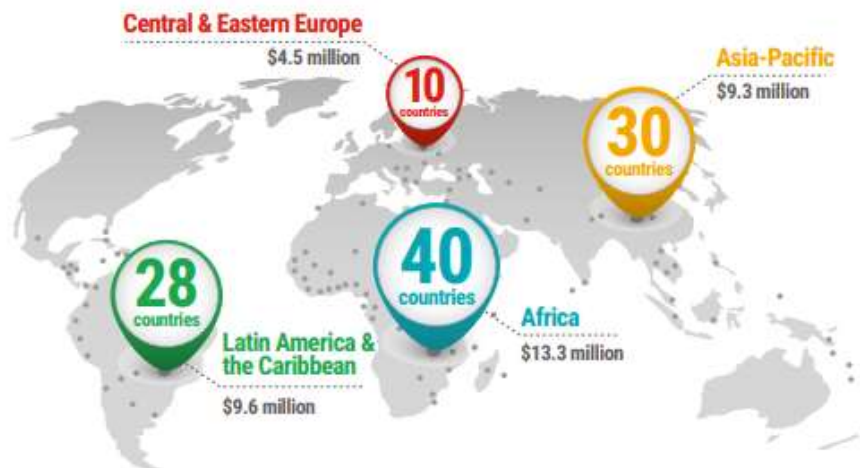 Central & Eastern Europe
$4.5 million
10
countries
Asia-Pacific
$9.3 million
30
countries
28
countries
Latin America &
the Caribbean
$9.6 million
40
countries
Africa
$13.3 million